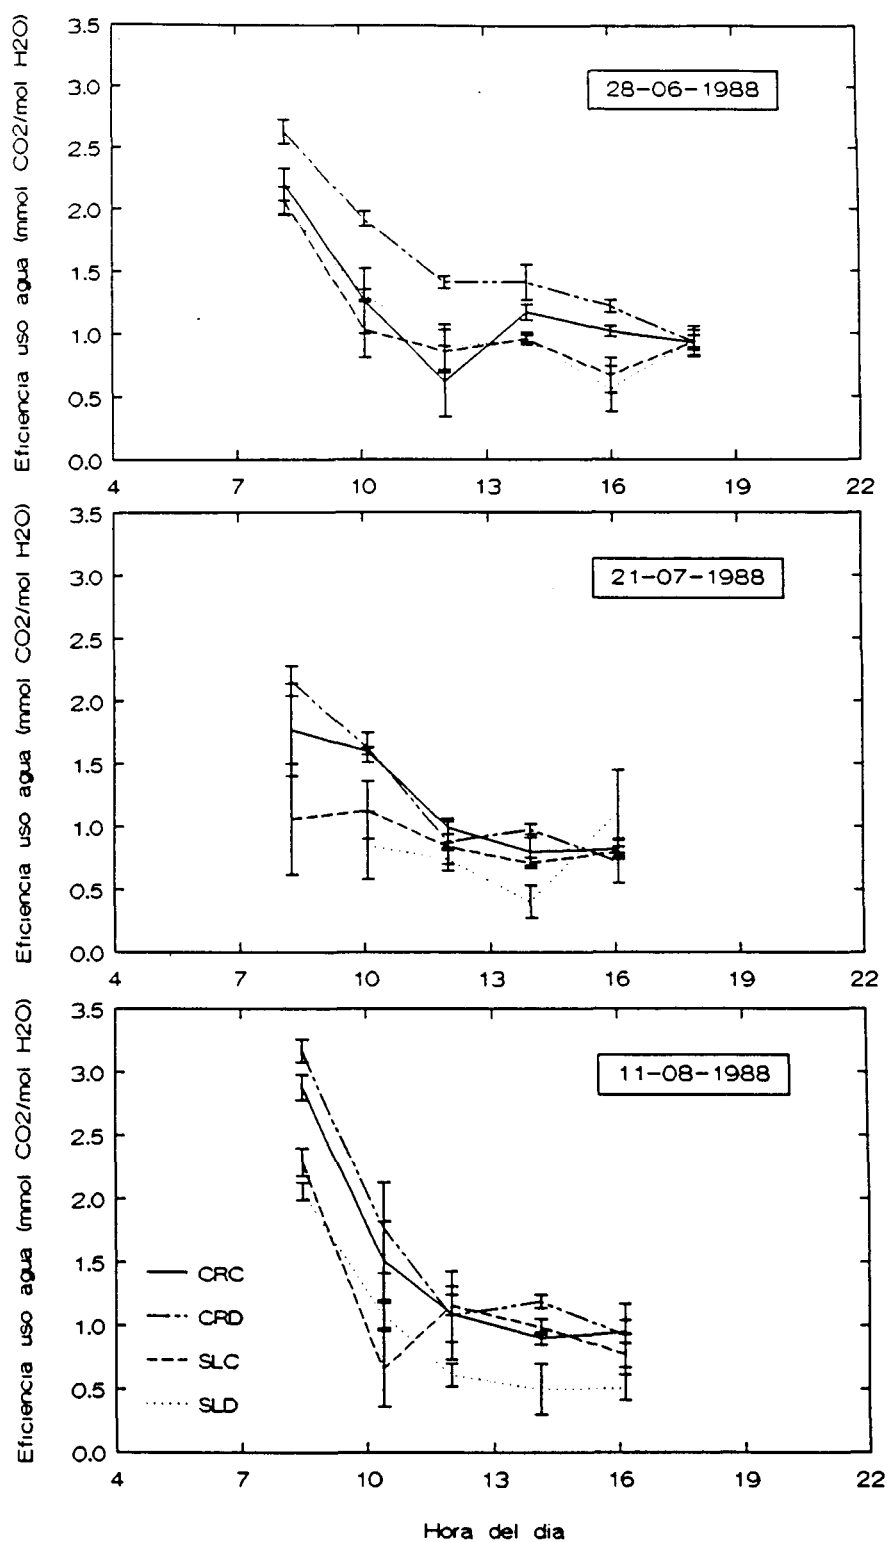 Eficiencia uso agua (mmol CO2/mol H2O)
3.5
3.0
2.5
2.0
1.5
1.0
0.5
0.0
28-06-1988
4 7 10 13 16 19 22
Eficiencia uso agua (mmol CO2/mol H2O)
3.5
3.0
2.5
2.0
1.5
1.0
0.5
0.0
21-07-1988
4 7 10 13 16 19 22
Eficiencia uso agua (mmol CO2/mol H2O)
3.5
3.0
2.5
2.0
1.5
1.0
0.5
0.0
11-08-1988
CRC
CRD
SLC
SLD
4 7 10 13 16 19 22
Hora del dia